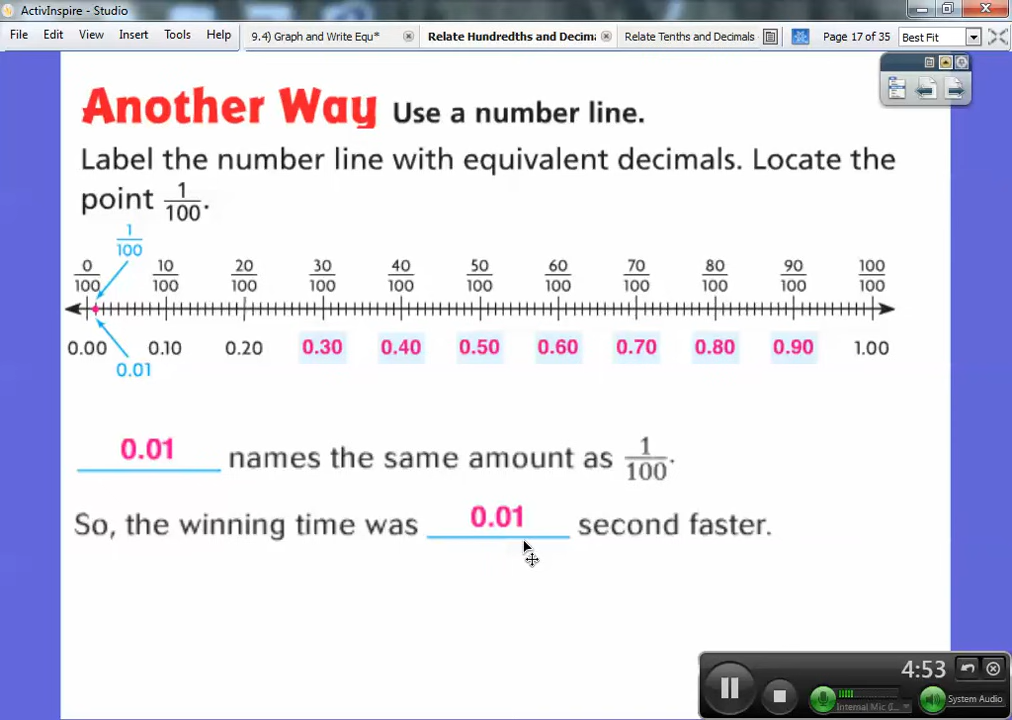 ActivInspire - Studio
File Edit View Insert Tools Help 9.4) Graph and Write Equ* Relate Hundredths and Decima: Relate Tenths and Decimals Page 17 of 35 Best Fit
Another Way Use a number line.
Label the number line with equivalent decimals. Locate the
point 1/100.
1/100
0/100 10/100 20/100 30/100 40/100 50/100 60/100 70/100 80/100 90/100 100/100
0.00 0.10 0.20 0.30 0.40 0.50 0.60 0.70 0.80 0.90 1.00
0.01
0.01 names the same amount as 1/100.
So, the winning time was 0.01 second faster.
4:53
Internal Mic (I... System Audio